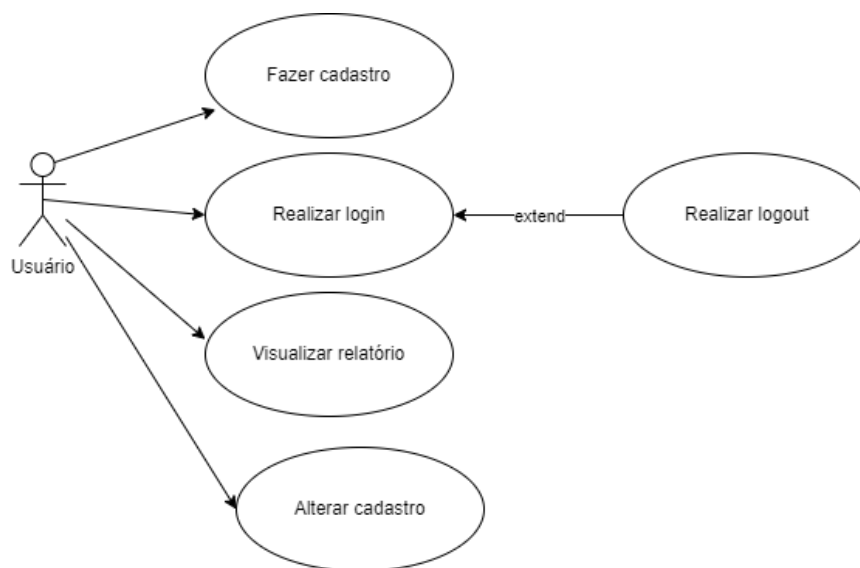 Fazer cadastro
Realizar login
extend
Realizar logout
Usuário
Visualizar relatório
Alterar cadastro